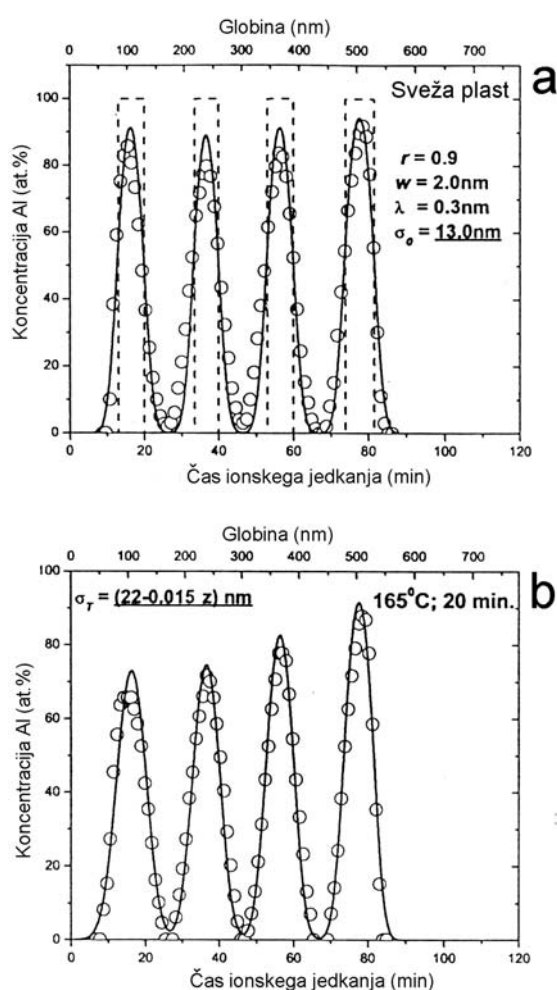 Globina (nm)
0 100 200 300 400 500 600 700
a
Sveža plast
r = 0.9
w = 2.0nm
λ = 0.3nm
σo = 13.0nm
Koncentracija Al (at.%)
100
80
60
40
20
0
0 20 40 60 80 100 120
Čas ionskega jedkanja (min)
Globina (nm)
0 100 200 300 400 500 600 700
b
σT = (22-0.015 z) nm 165⁰C; 20 min.
Koncentracija Al (at.%)
100
80
60
40
20
0
0 20 40 60 80 100 120
Čas ionskega jedkanja (min)